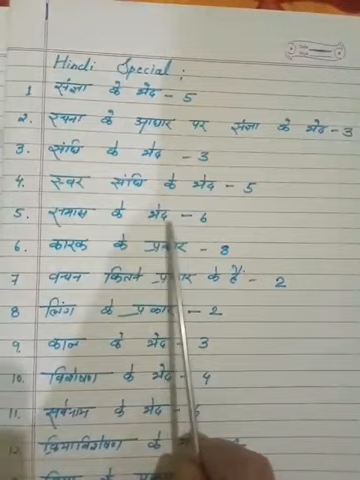 Hindi Special ;
1 संज्ञा के भेद - 5
2. रचना के आधार पर संज्ञा के भेद - 3
3. संधि के भेद - 3
4. स्वर संधि के भेद - 5
5. समास के भेद - 6
6. कारक के प्रकार - 8
7 वचन कितने प्रकार के हैं - 2
8 लिंग के प्रकार - 2
9. काल के भेद - 3
10. विशेषण के भेद - 4
11. सर्वनाम के भेद -
12. क्रियाविशेषण के